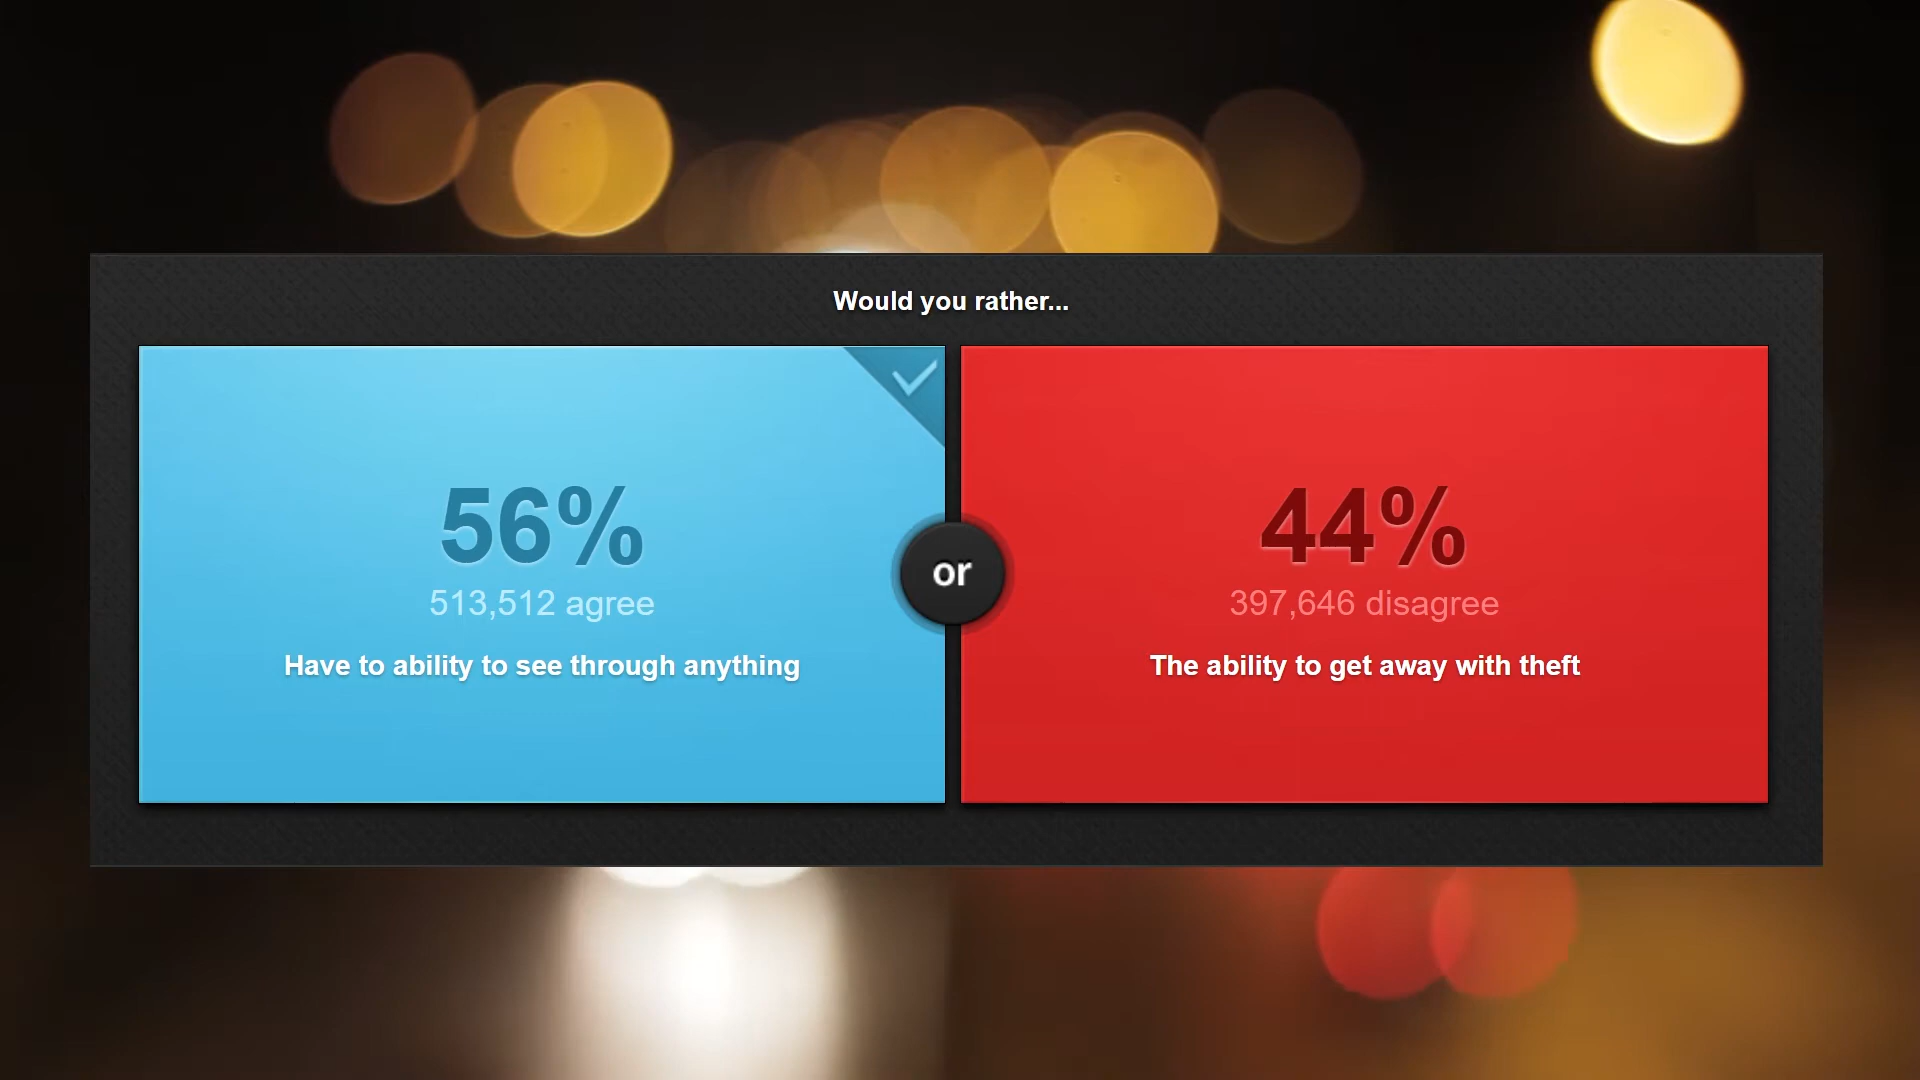 Would you rather...
56%
513,512 agree
Have to ability to see through anything
or
44%
397,646 disagree
The ability to get away with theft